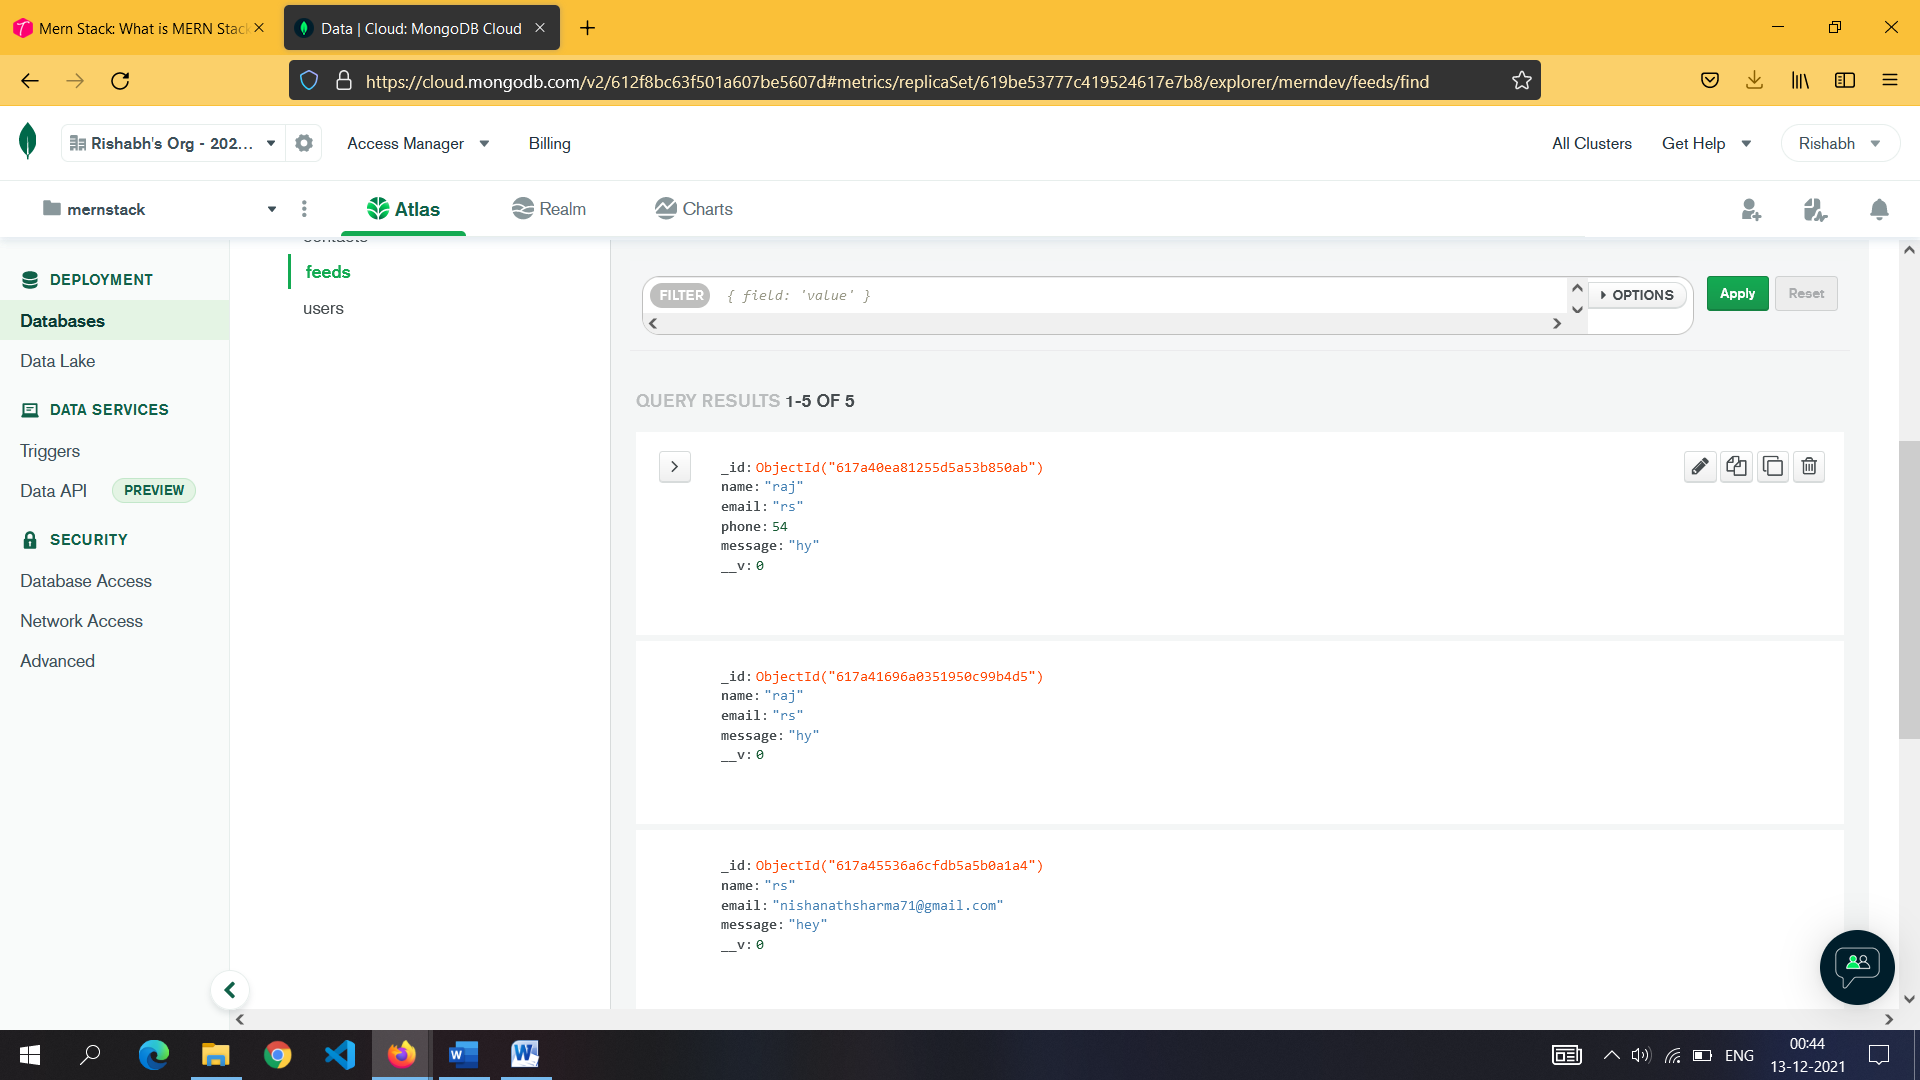 Mern Stack: What is MERN Stack
Data | Cloud: MongoDB Cloud
https://cloud.mongodb.com/v2/612f8bc63f501a607be5607d#metrics/replicaSet/619be53777c419524617e7b8/explorer/merndev/feeds/find
Rishabh's Org - 202... Access Manager Billing All Clusters Get Help Rishabh
mernstack Atlas Realm Charts
DEPLOYMENT
Databases
Data Lake
DATA SERVICES
Triggers
Data API PREVIEW
SECURITY
Database Access
Network Access
Advanced
contacts
feeds
users
FILTER { field: 'value' } OPTIONS Apply Reset
QUERY RESULTS 1-5 OF 5
_id: ObjectId("617a40ea81255d5a53b850ab")
name: "raj"
email: "rs"
phone: 54
message: "hy"
__v: 0
_id: ObjectId("617a41696a0351950c99b4d5")
name: "raj"
email: "rs"
message: "hy"
__v: 0
_id: ObjectId("617a45536a6cfdb5a5b0a1a4")
name: "rs"
email: "nishanathsharma71@gmail.com"
message: "hey"
__v: 0
ENG
00:44
13-12-2021